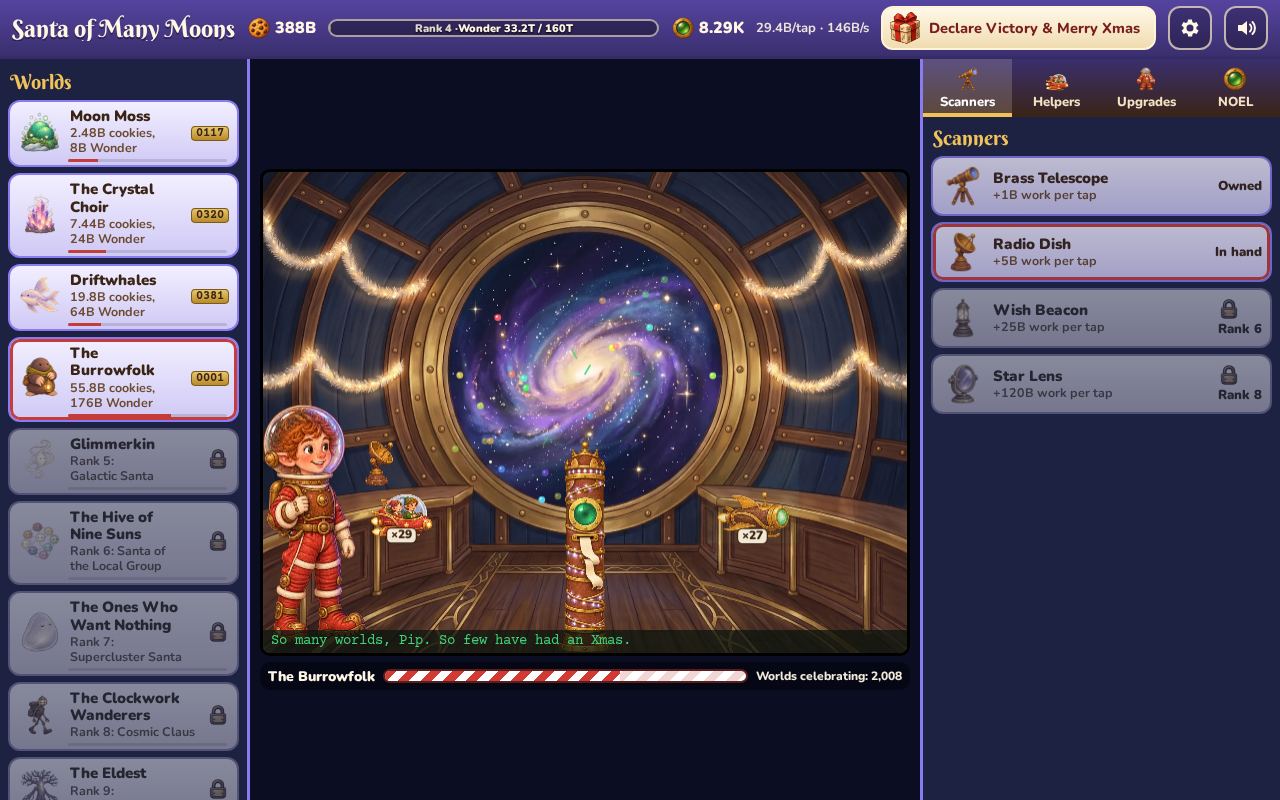 Santa of Many Moons
388B
Rank 4 ·Wonder 33.2T / 160T
8.29K
29.4B/tap · 146B/s
Declare Victory & Merry Xmas
Worlds
Moon Moss
2.48B cookies,
8B Wonder
0117
The Crystal
Choir
7.44B cookies,
24B Wonder
0320
Driftwhales
19.8B cookies,
64B Wonder
0381
The
Burrowfolk
55.8B cookies,
176B Wonder
0001
Glimmerkin
Rank 5:
Galactic Santa
The Hive of
Nine Suns
Rank 6: Santa of
the Local Group
The Ones Who
Want Nothing
Rank 7:
Supercluster Santa
The Clockwork
Wanderers
Rank 8: Cosmic Claus
The Eldest
Rank 9:
×29
×27
So many worlds, Pip. So few have had an Xmas.
The Burrowfolk
Worlds celebrating: 2,008
Scanners
Helpers
Upgrades
NOEL
Scanners
Brass Telescope
+1B work per tap
Owned
Radio Dish
+5B work per tap
In hand
Wish Beacon
+25B work per tap
Rank 6
Star Lens
+120B work per tap
Rank 8